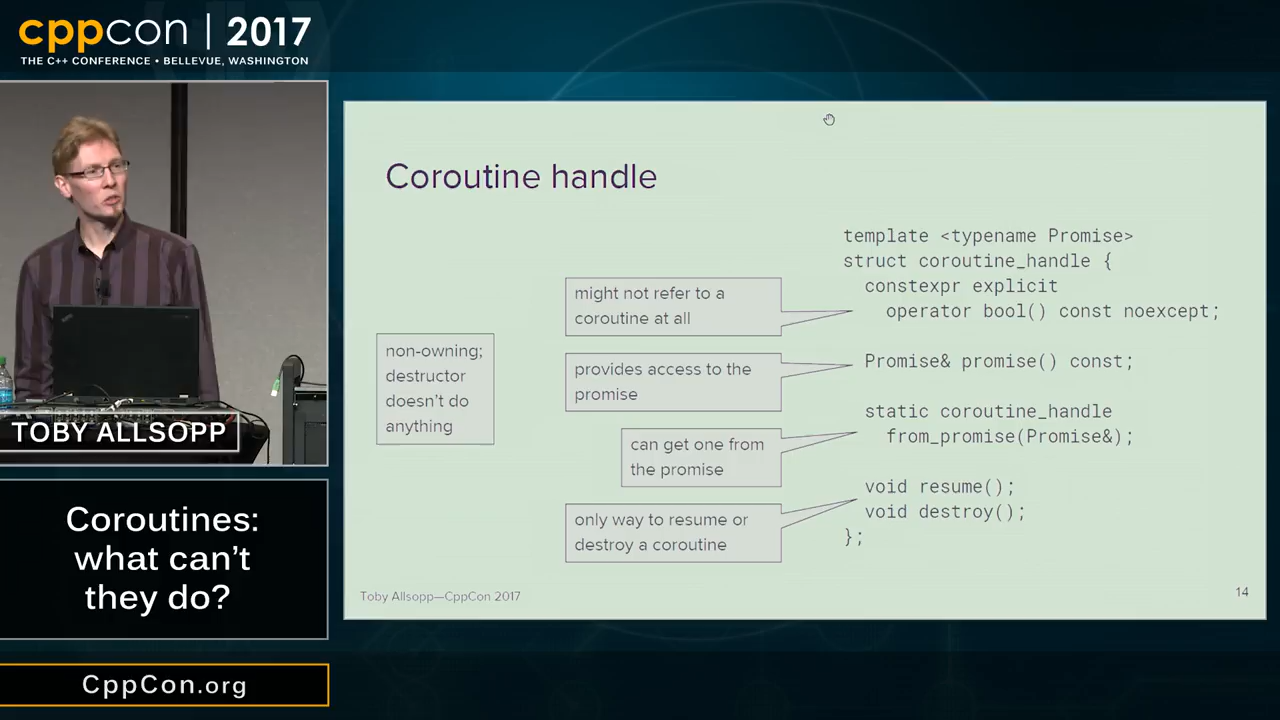 cppcon | 2017
THE C++ CONFERENCE • BELLEVUE, WASHINGTON
TOBY ALLSOPP
Coroutines:
what can't
they do?
CppCon.org
Coroutine handle
non-owning;
destructor
doesn't do
anything
might not refer to a
coroutine at all
provides access to the
promise
can get one from
the promise
only way to resume or
destroy a coroutine
template <typename Promise>
struct coroutine_handle {
constexpr explicit
operator bool() const noexcept;
Promise& promise() const;
static coroutine_handle
from_promise(Promise&);
void resume();
void destroy();
};
Toby Allsopp—CppCon 2017
14